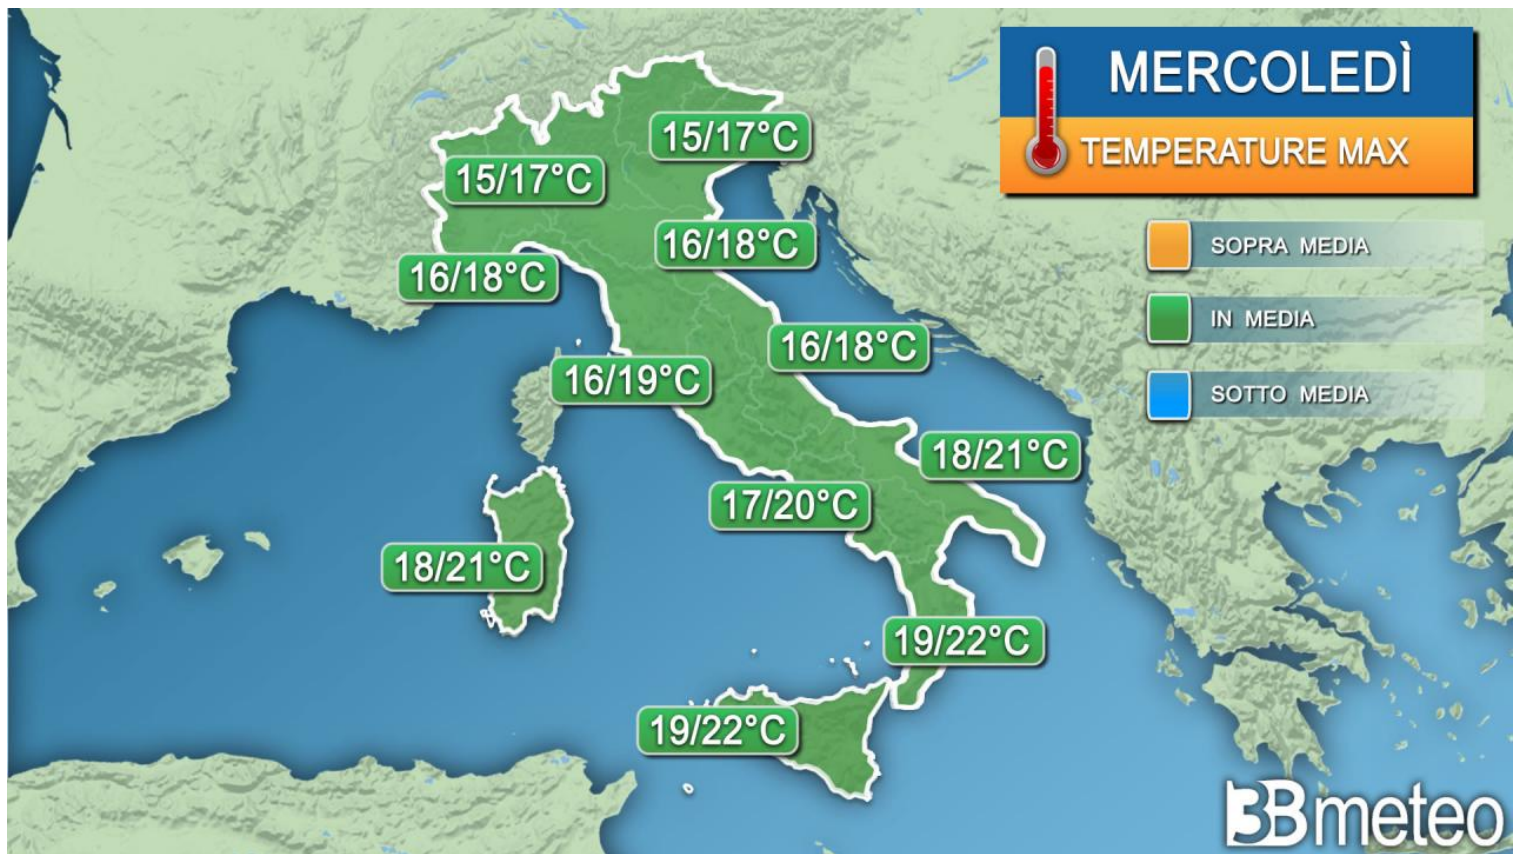 MERCOLEDÌ
TEMPERATURE MAX
15/17°C
15/17°C
16/18°C
SOPRA MEDIA
16/18°C
IN MEDIA
16/18°C
16/19°C
SOTTO MEDIA
18/21°C
17/20°C
18/21°C
19/22°C
19/22°C
3Bmeteo